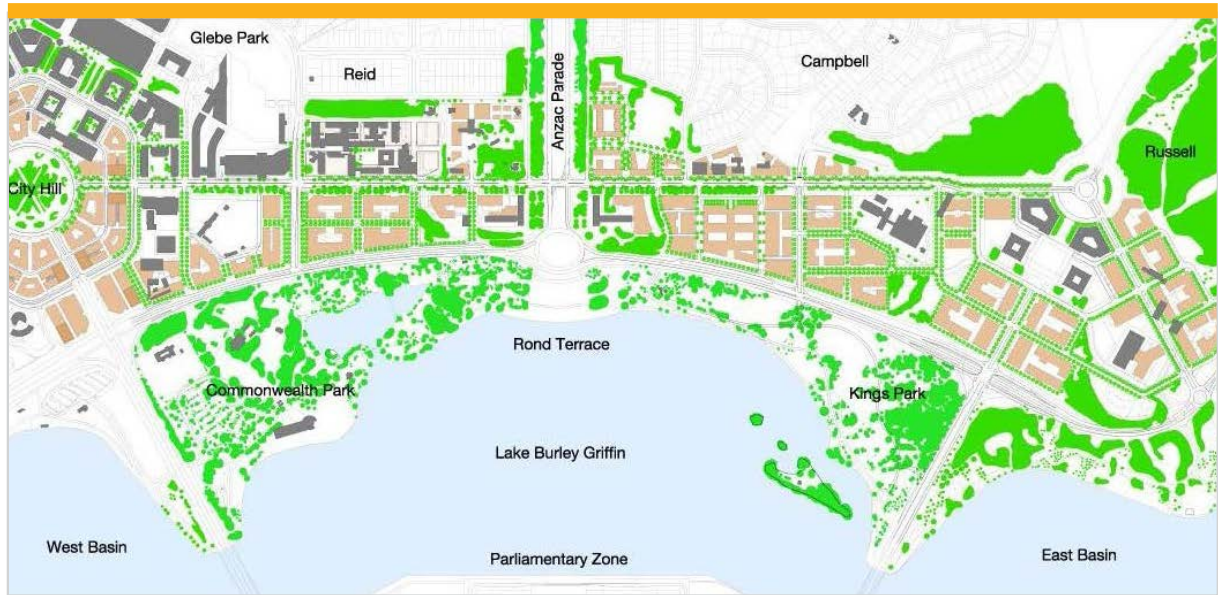 Glebe Park
Reid
Anzac Parade
Campbell
Russell
City Hill
Rond Terrace
Commonwealth Park
Kings Park
Lake Burley Griffin
West Basin
Parliamentary Zone
East Basin